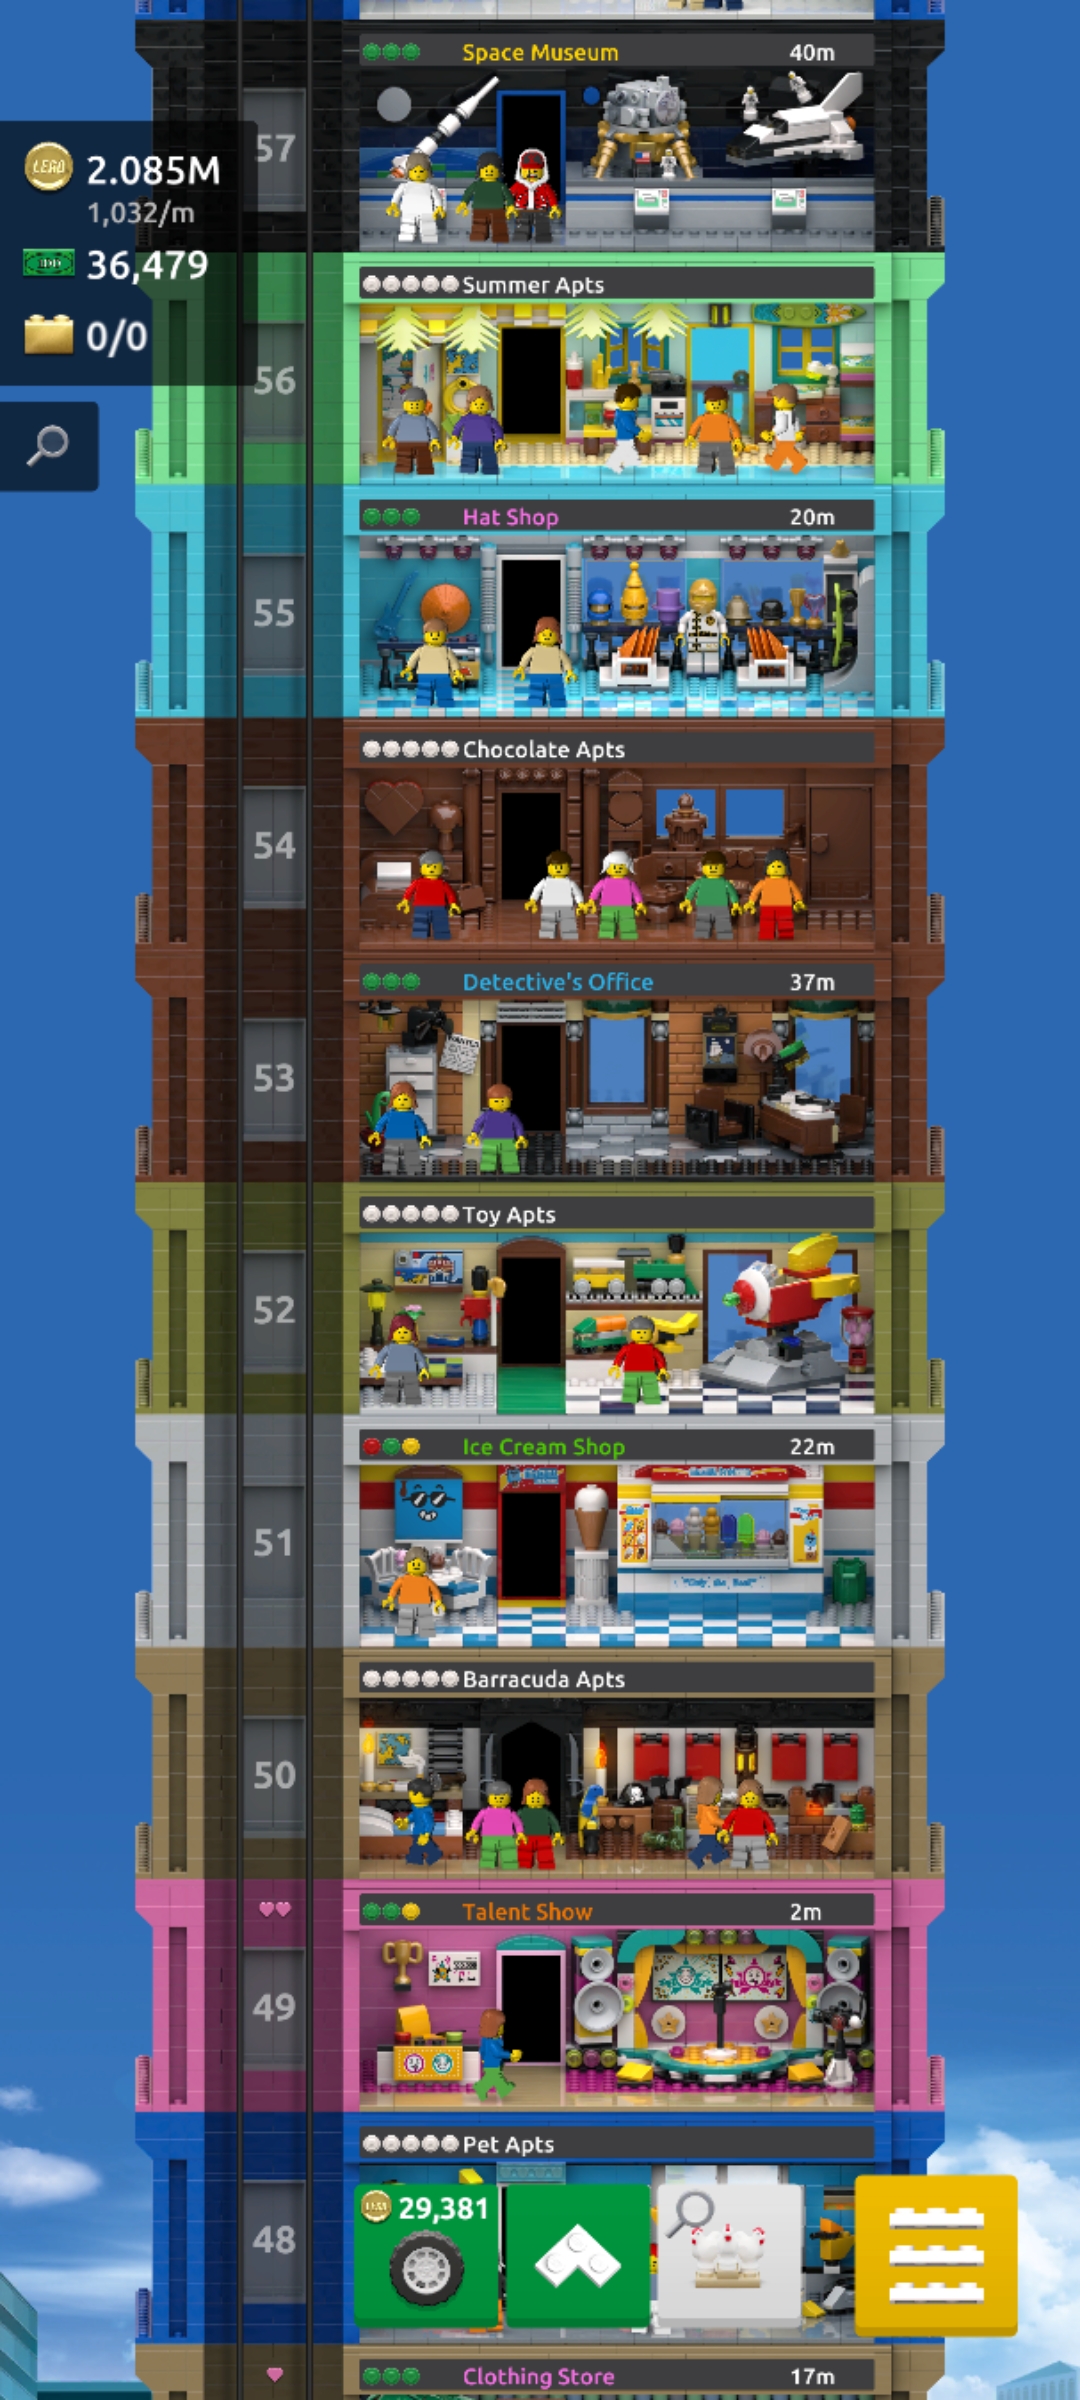 Space Museum 40m
57
LEGO 2.085M
1,032/m
36,479
0/0
Summer Apts
56
Hat Shop 20m
55
Chocolate Apts
54
Detective's Office 37m
WANTED
53
Toy Apts
52
Ice Cream Shop 22m
51
Barracuda Apts
50
Talent Show 2m
49
Pet Apts
29,381
48
Clothing Store 17m